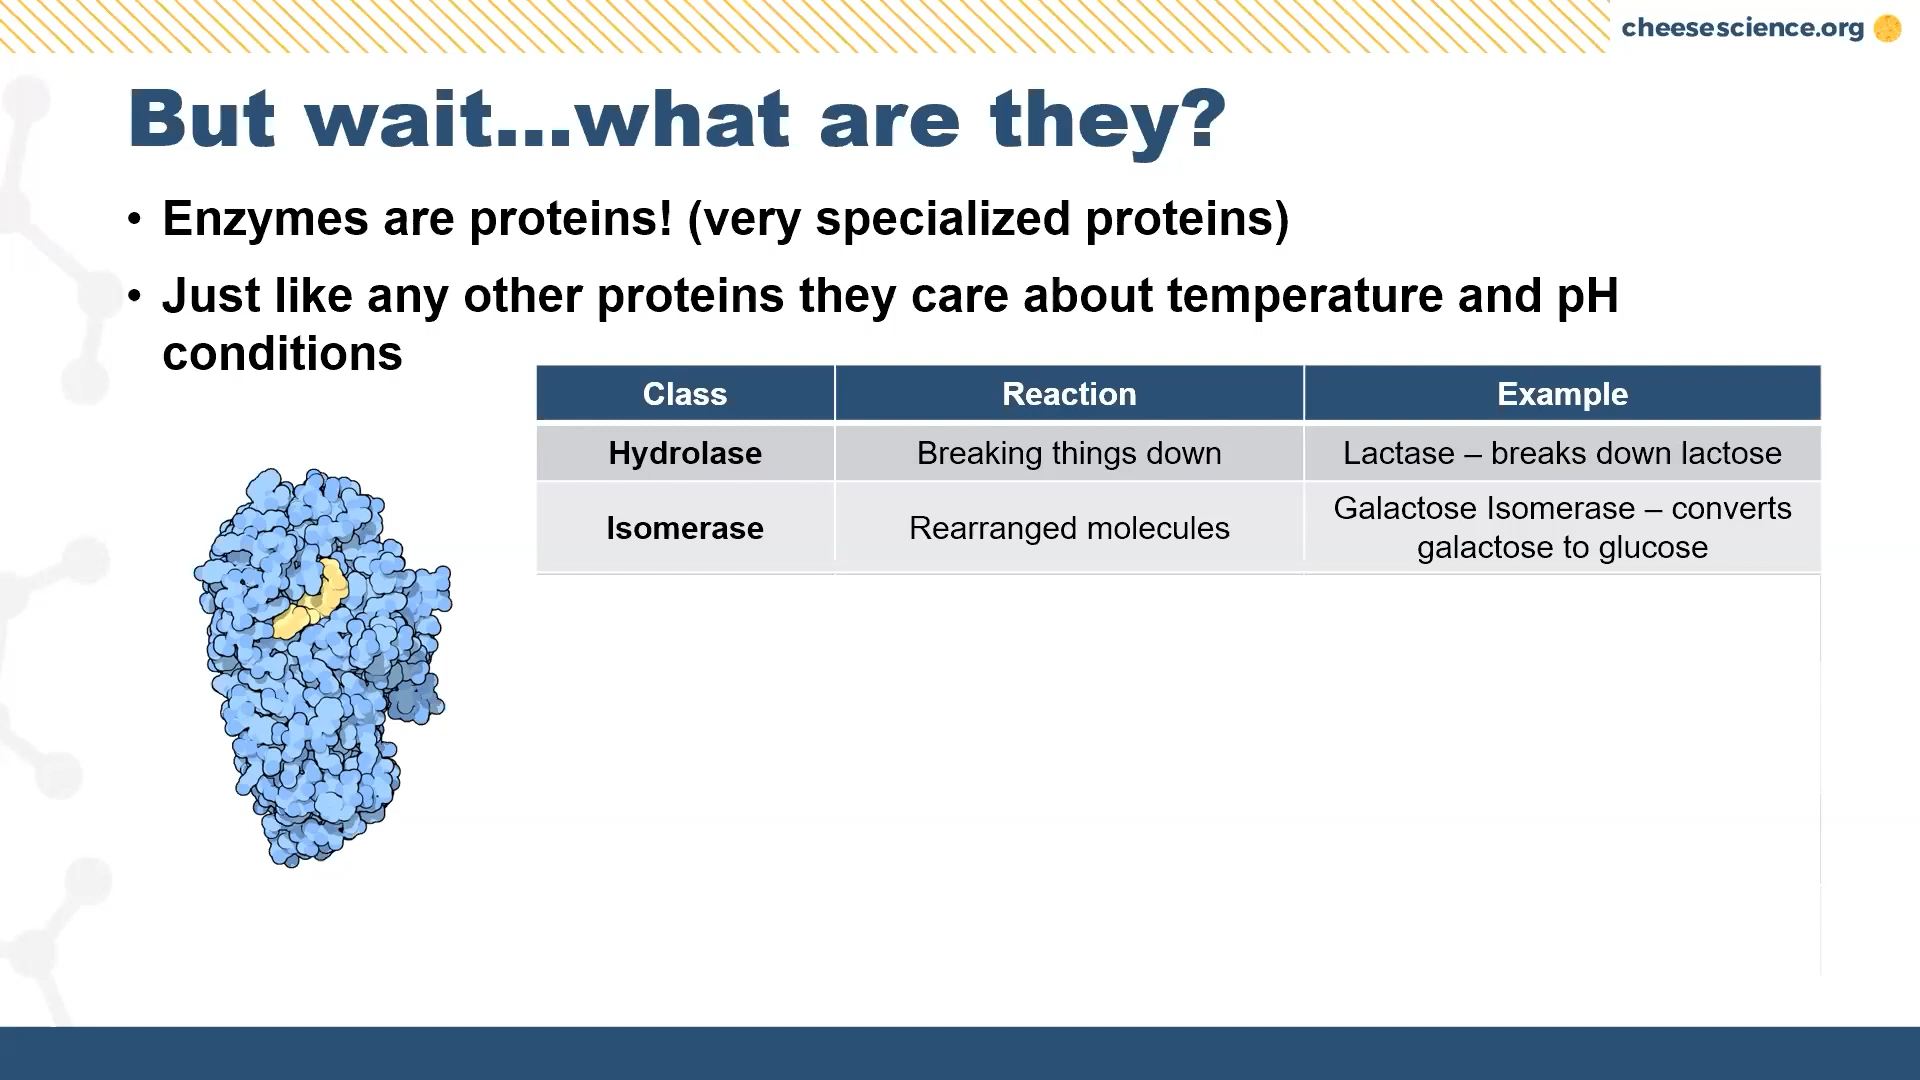 cheesescience.org
But wait...what are they?
• Enzymes are proteins! (very specialized proteins)
• Just like any other proteins they care about temperature and pH
conditions
Class Reaction Example
Hydrolase Breaking things down Lactase – breaks down lactose
Isomerase Rearranged molecules Galactose Isomerase – converts
galactose to glucose